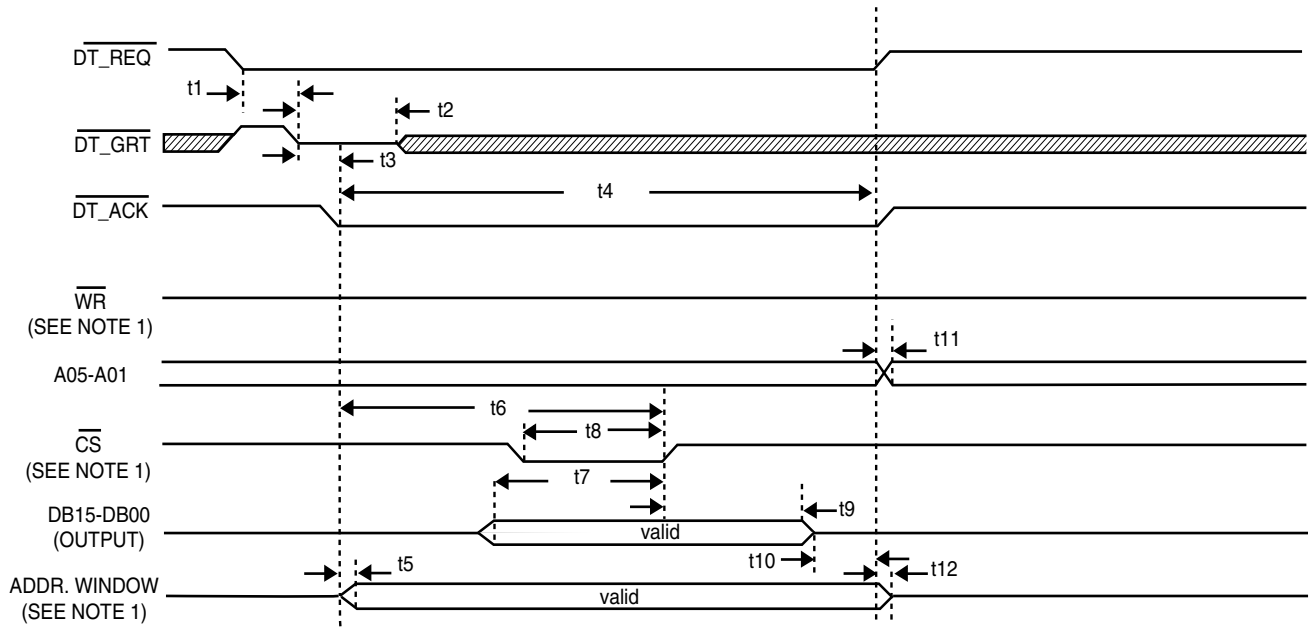 DT_REQ
t1
t2
DT_GRT
t3
t4
DT_ACK
WR
(SEE NOTE 1)
t11
A05-A01
t6
t8
CS
(SEE NOTE 1)
t7
DB15-DB00
(OUTPUT)
valid
t9
t10
t5
t12
ADDR. WINDOW
(SEE NOTE 1)
valid